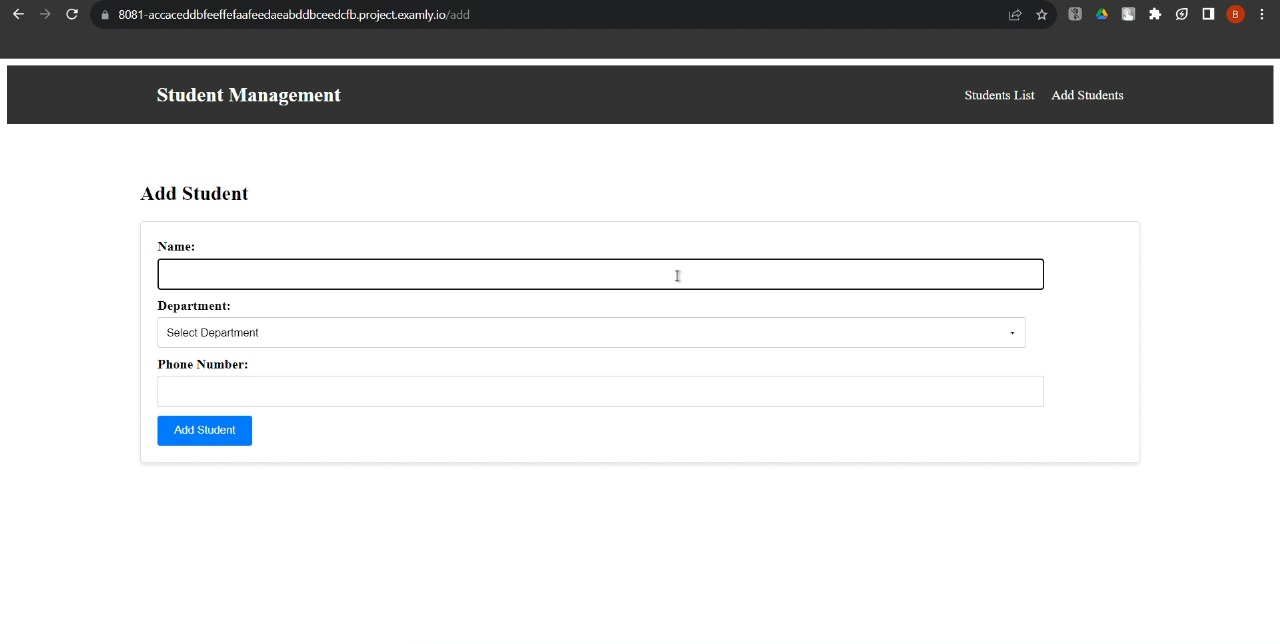 8081-accaceddbfeeffefaafeedaeabddbceedcfb.project.examly.io/add
B
Student Management
Students List
Add Students
Add Student
Name:
Department:
Select Department
Phone Number:
Add Student